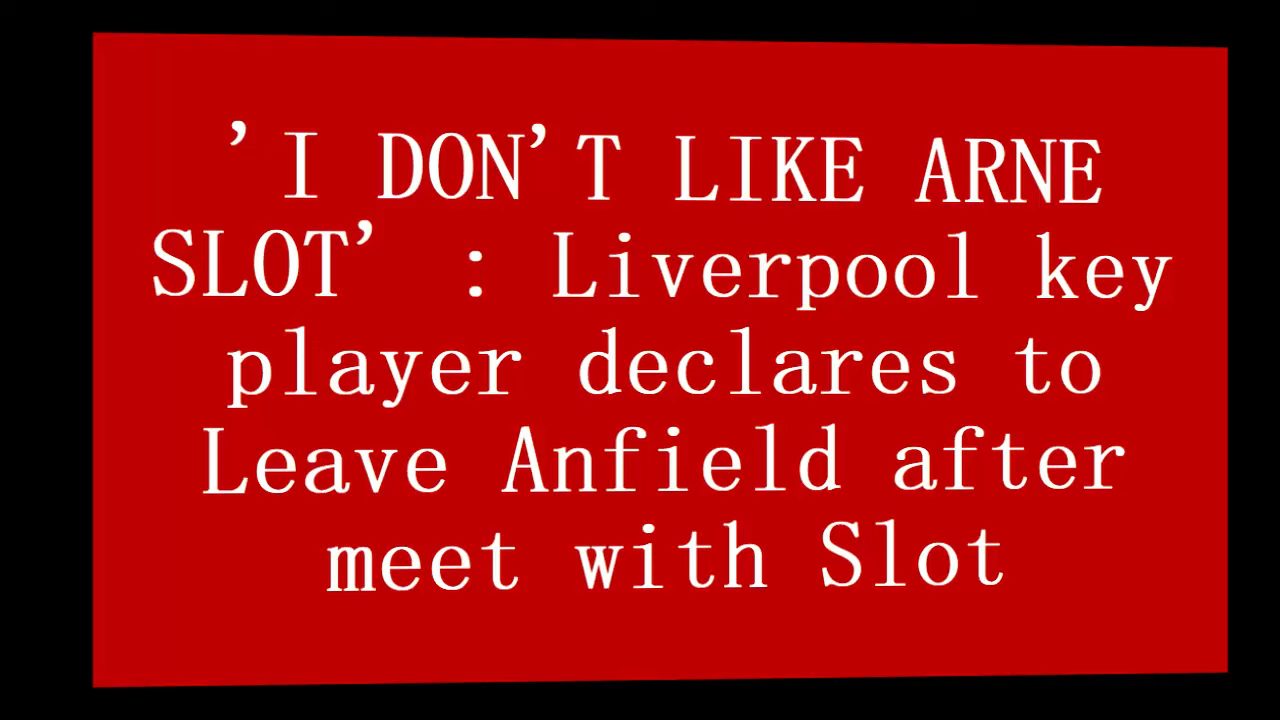 ’I DON’T LIKE ARNE
SLOT’ : Liverpool key
player declares to
Leave Anfield after
meet with Slot